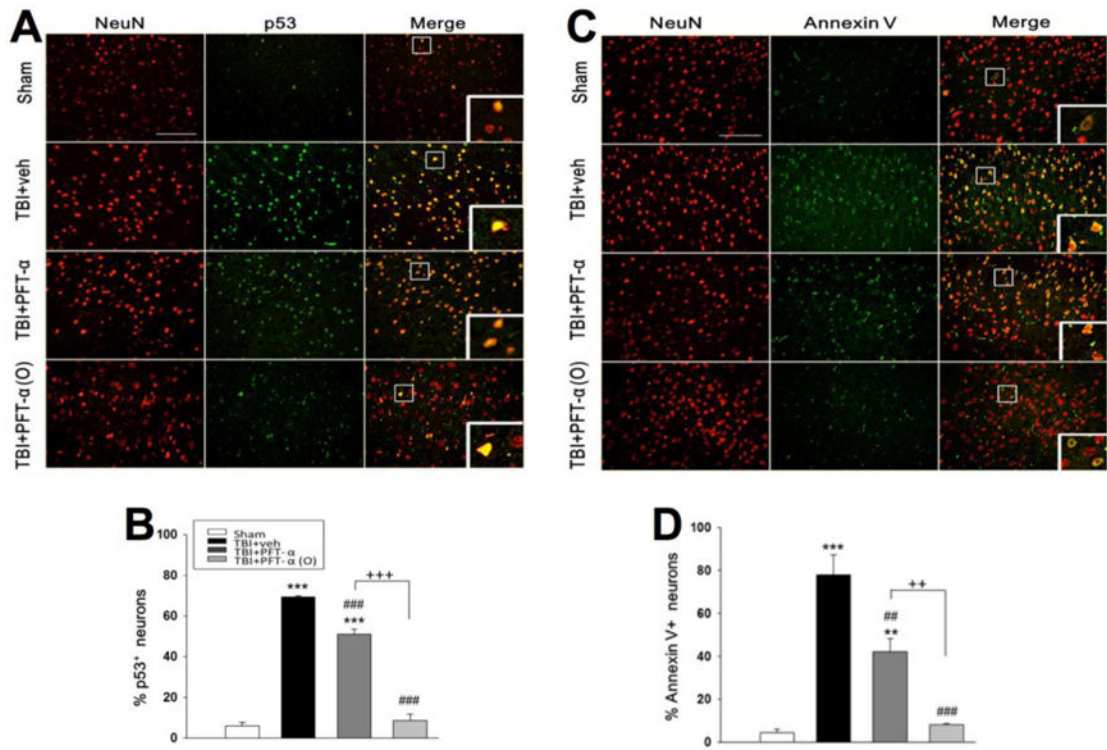 A
NeuN p53 Merge
Sham
TBI+veh
TBI+PFT-α
TBI+PFT-α (O)
C
NeuN Annexin V Merge
Sham
TBI+veh
TBI+PFT-α
TBI+PFT-α (O)
B
% p53⁺ neurons
100
80
60
40
20
0
Sham
TBI+veh
TBI+PFT- α
TBI+PFT- α (O)
***
###
***
+++
###
D
% Annexin V+ neurons
100
80
60
40
20
0
***
##
**
++
###